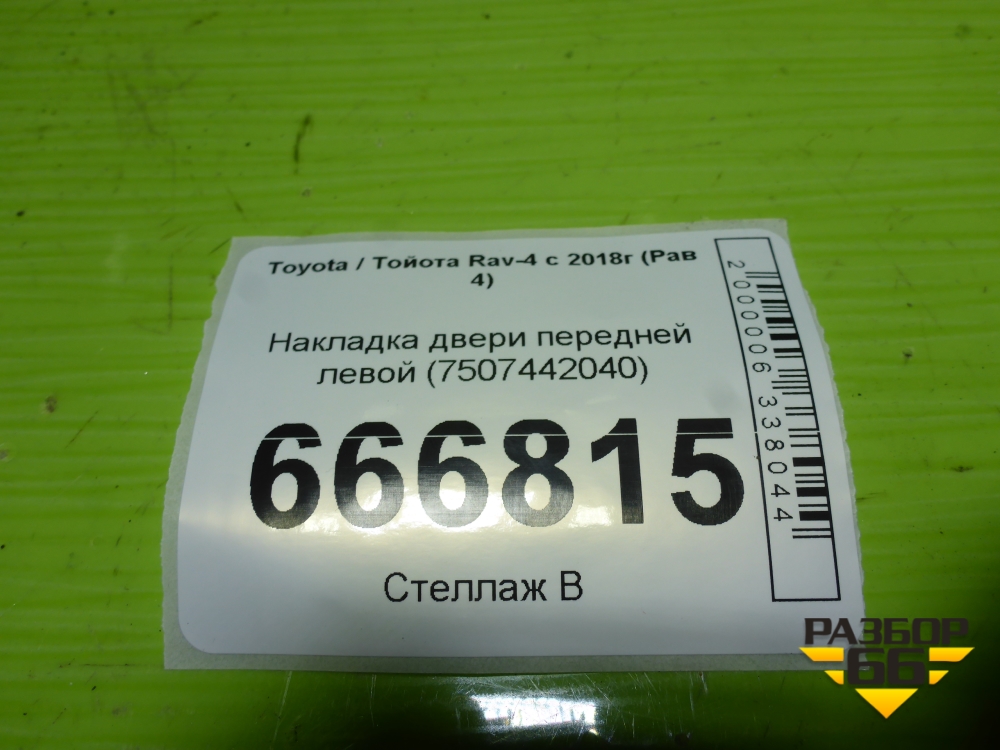 Toyota / Тойота Rav-4 с 2018г (Рав
4)
Накладка двери передней
левой (7507442040)
666815
Стеллаж В
2000006338044
РАЗБОР
66